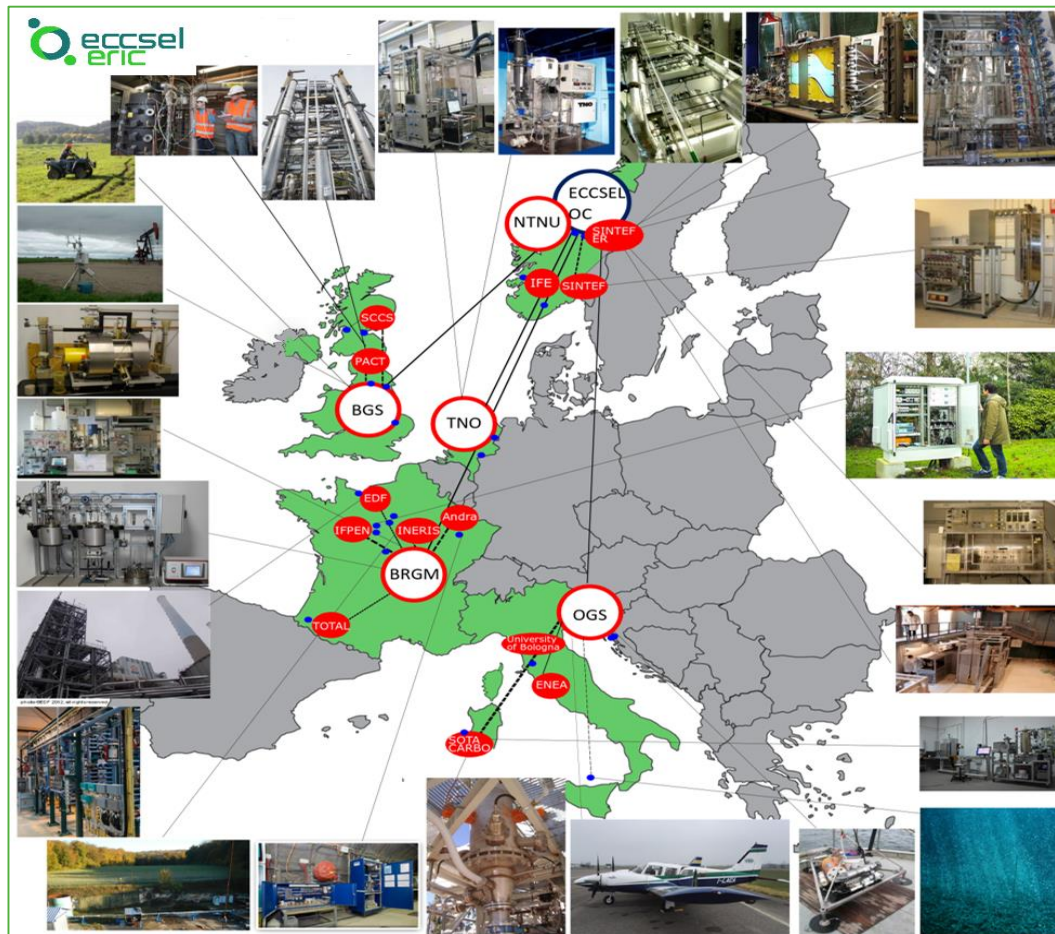 eccsel
eric
TNO
ECCSEL
OC
NTNU
SINTEF
ER
IFE
SINTEF
SCCS
PACT
BGS
TNO
EDF
IFPEN
INERIS
Andra
BRGM
TOTAL
OGS
University
of Bologna
ENEA
SOTA
CARBO